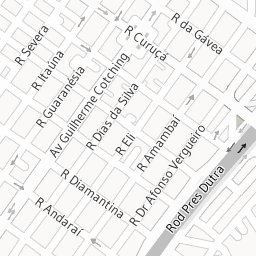 R da Gávea
R Curuçá
R Severa
R Itaúna
R Guaranésia
Av Guilherme Cotching
R Dias da Silva
R Eli
R Amambaí
R Dr Afonso Vergueiro
Rod Pres Dutra
R Diamantina
R Andaraí